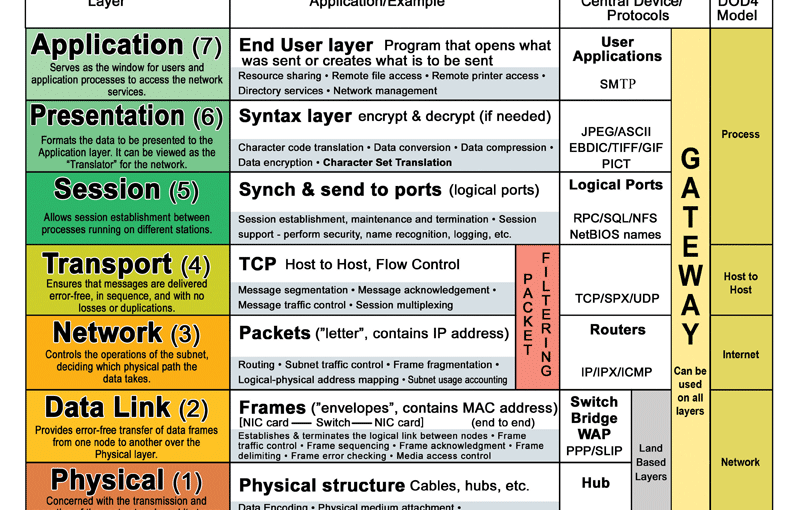 Layer
Application/Example
Central Device/
Protocols
DOD4
Model
Application (7)
Serves as the window for users and
application processes to access the network
services.
End User layer Program that opens what
was sent or creates what is to be sent
Resource sharing • Remote file access • Remote printer access •
Directory services • Network management
User
Applications
SMTP
Presentation (6)
Formats the data to be presented to the
Application layer. It can be viewed as the
"Translator" for the network.
Syntax layer encrypt & decrypt (if needed)
Character code translation • Data conversion • Data compression •
Data encryption • Character Set Translation
JPEG/ASCII
EBDIC/TIFF/GIF
PICT
Process
Session (5)
Allows session establishment between
processes running on different stations.
Synch & send to ports (logical ports)
Session establishment, maintenance and termination • Session
support - perform security, name recognition, logging, etc.
Logical Ports
RPC/SQL/NFS
NetBIOS names
GATEWAY
Can be
used
on all
layers
Transport (4)
Ensures that messages are delivered
error-free, in sequence, and with no
losses or duplications.
TCP Host to Host, Flow Control
Message segmentation • Message acknowledgement •
Message traffic control • Session multiplexing
PACKET
FILTERING
TCP/SPX/UDP
Host to
Host
Network (3)
Controls the operations of the subnet,
deciding which physical path the
data takes.
Packets ("letter", contains IP address)
Routing • Subnet traffic control • Frame fragmentation •
Logical-physical address mapping • Subnet usage accounting
Routers
IP/IPX/ICMP
Internet
Data Link (2)
Provides error-free transfer of data frames
from one node to another over the
Physical layer.
Frames ("envelopes", contains MAC address)
[NIC card —— Switch —— NIC card] (end to end)
Establishes & terminates the logical link between nodes • Frame
traffic control • Frame sequencing • Frame acknowledgment • Frame
delimiting • Frame error checking • Media access control
Switch
Bridge
WAP
PPP/SLIP
Land
Based
Layers
Network
Physical (1)
Concerned with the transmission and
Physical structure Cables, hubs, etc.
Data Encoding • Physical medium attachment •
Hub